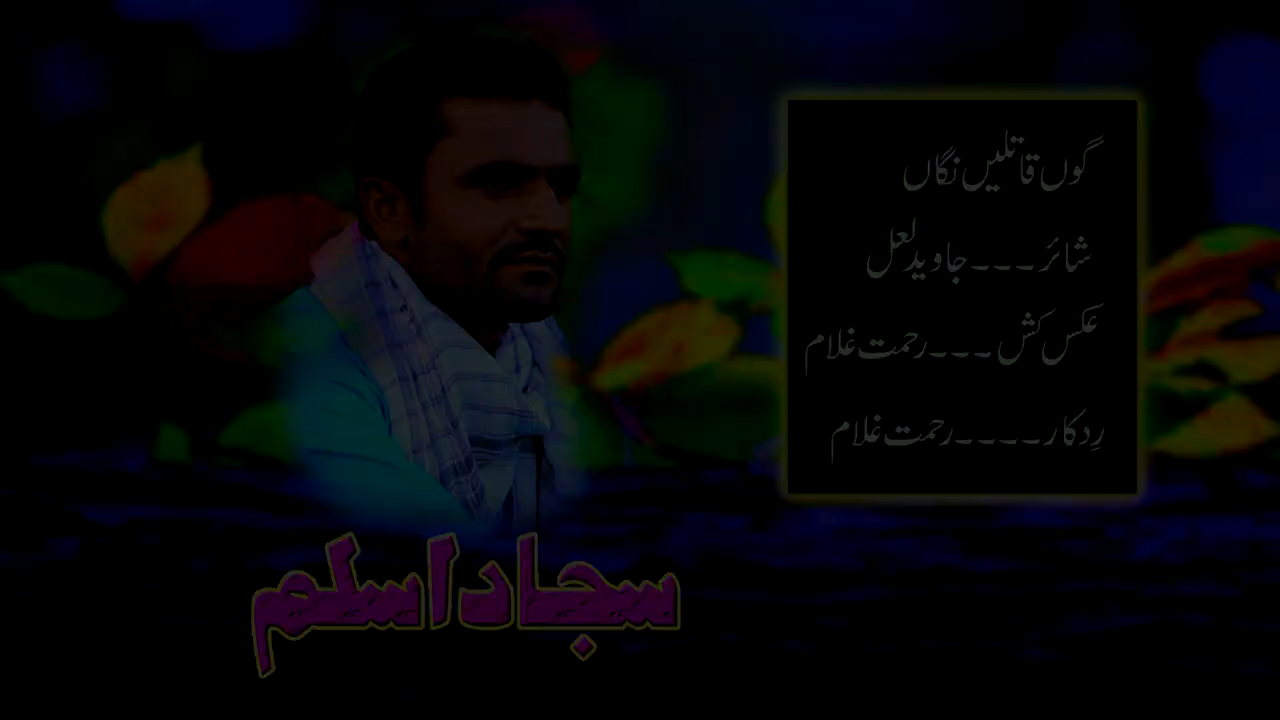 گوں قاتلیں نگاں
شائر۔۔۔جاوید لعل
عکس کش ۔۔۔رحمت غلام
رِدکار۔۔۔۔رحمت غلام
سجاد اسلم